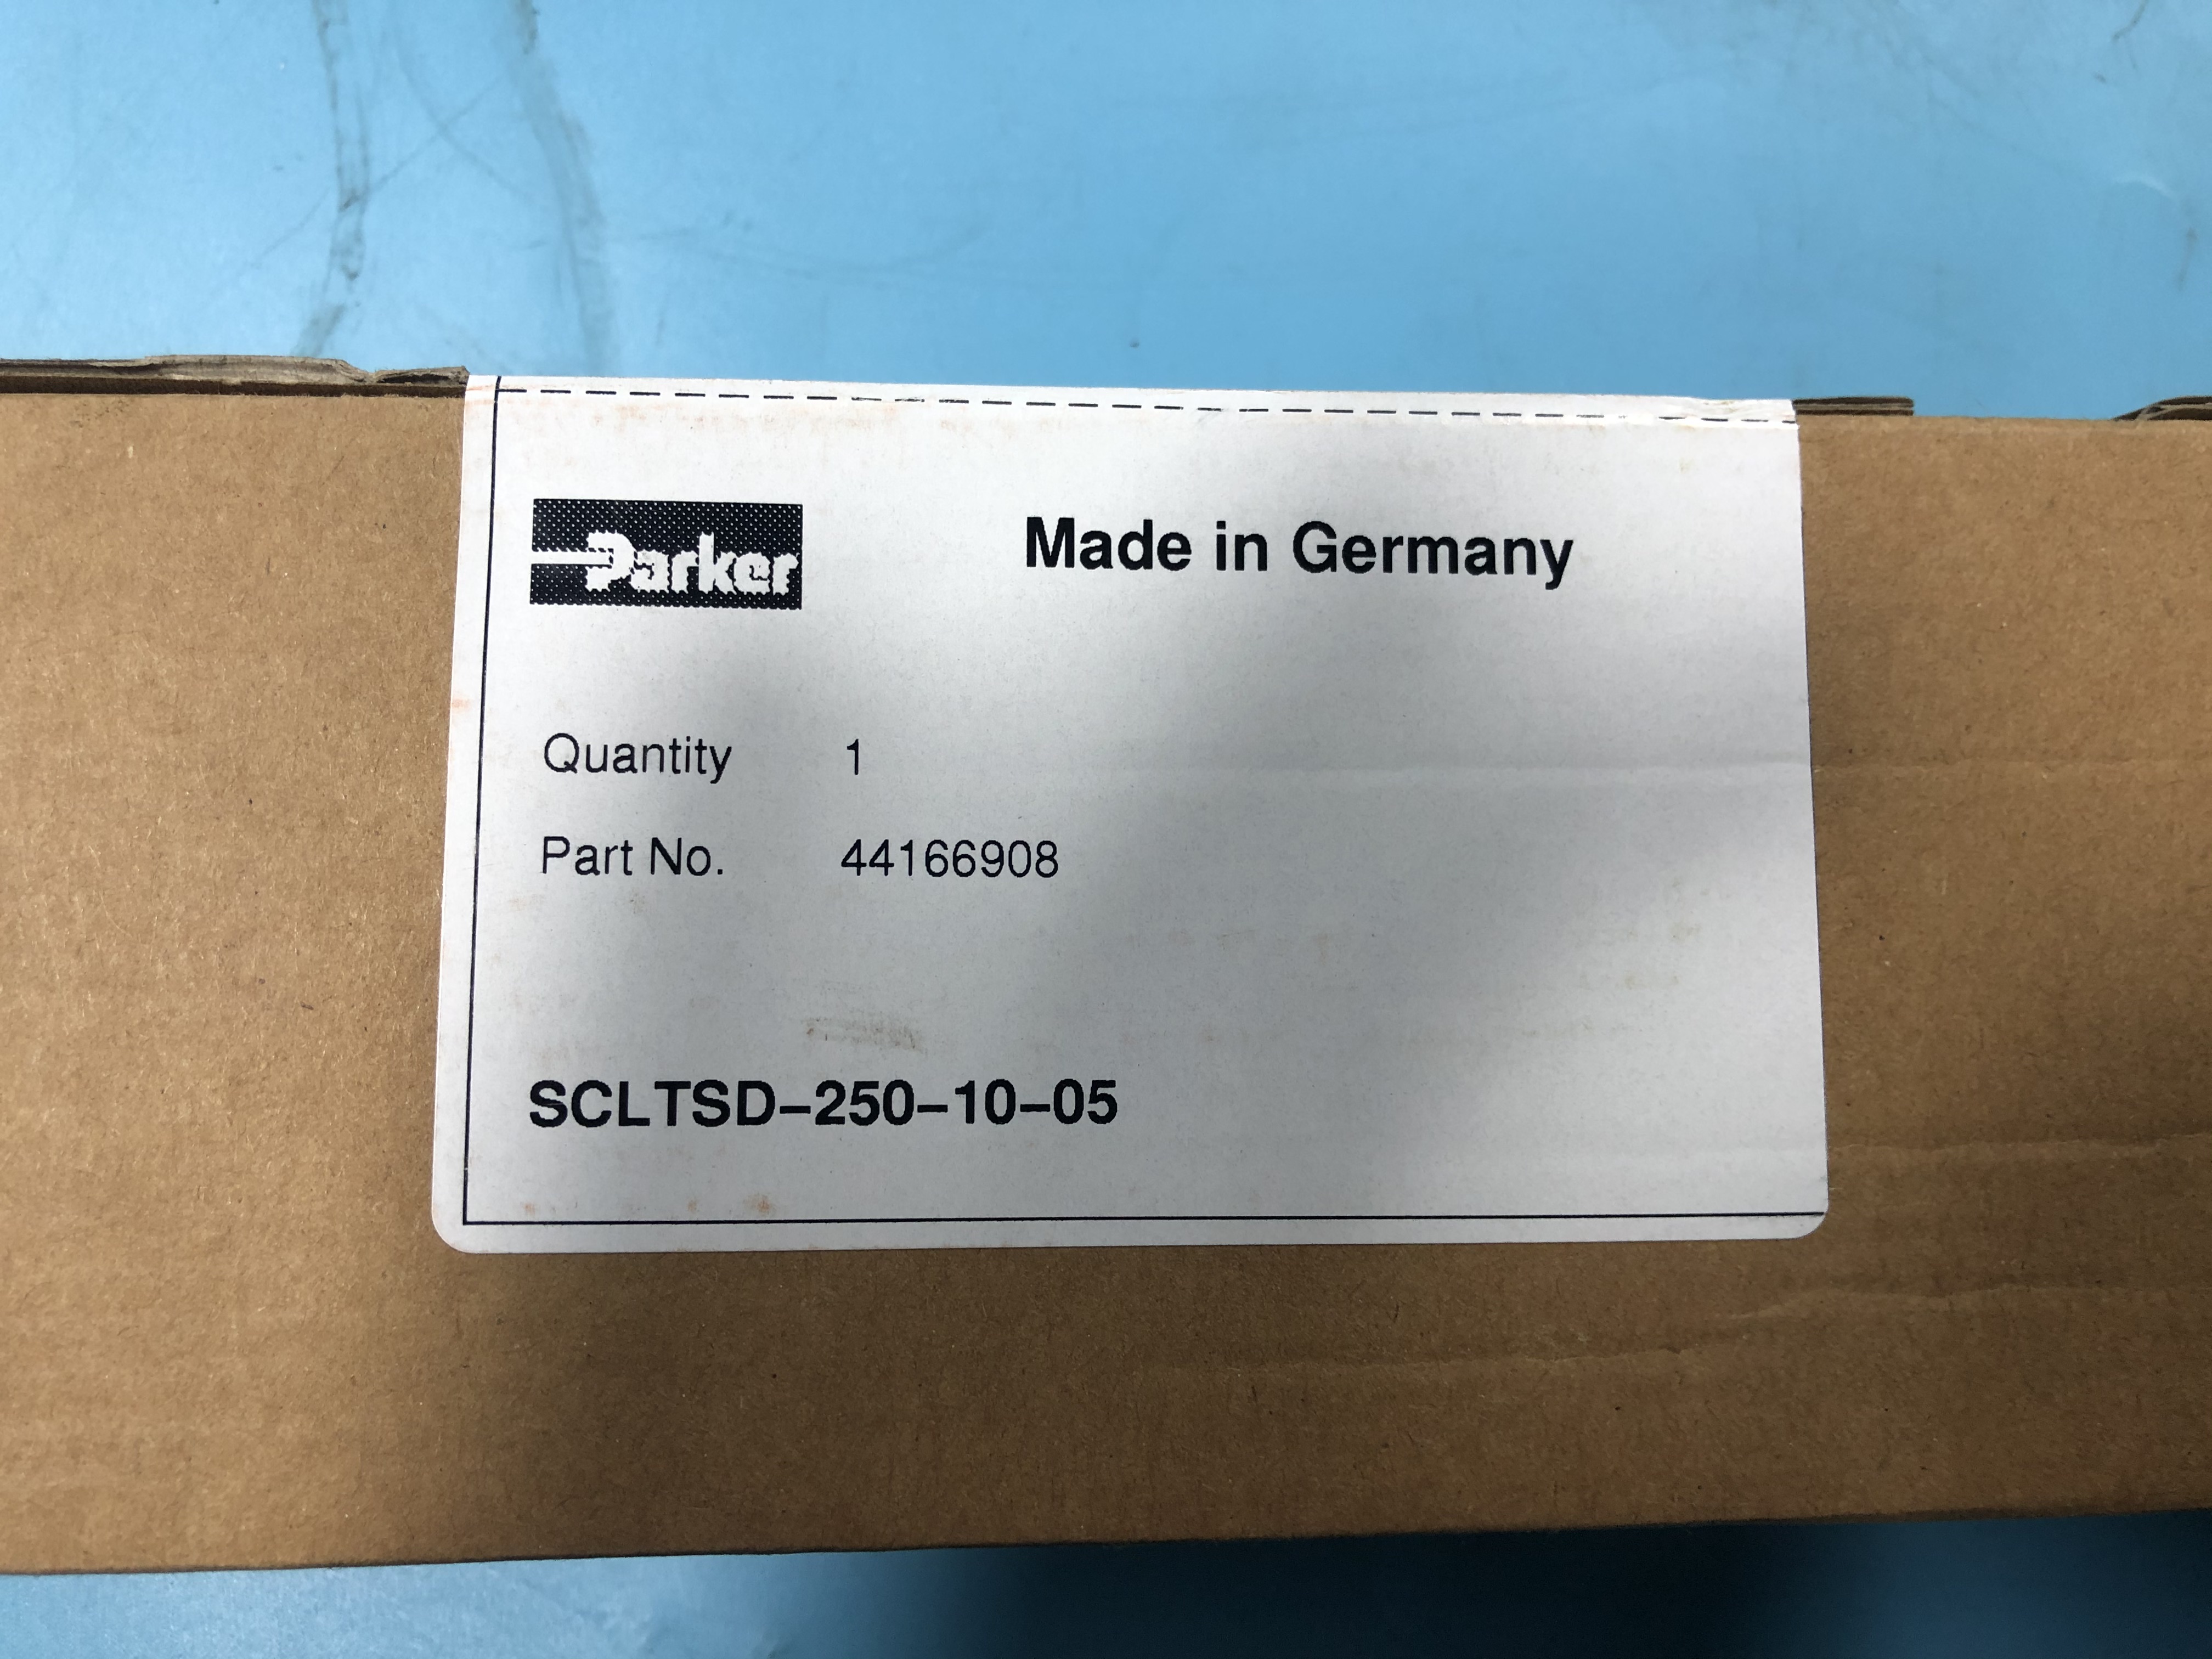 Parker
Made in Germany
Quantity 1
Part No. 44166908
SCLTSD-250-10-05